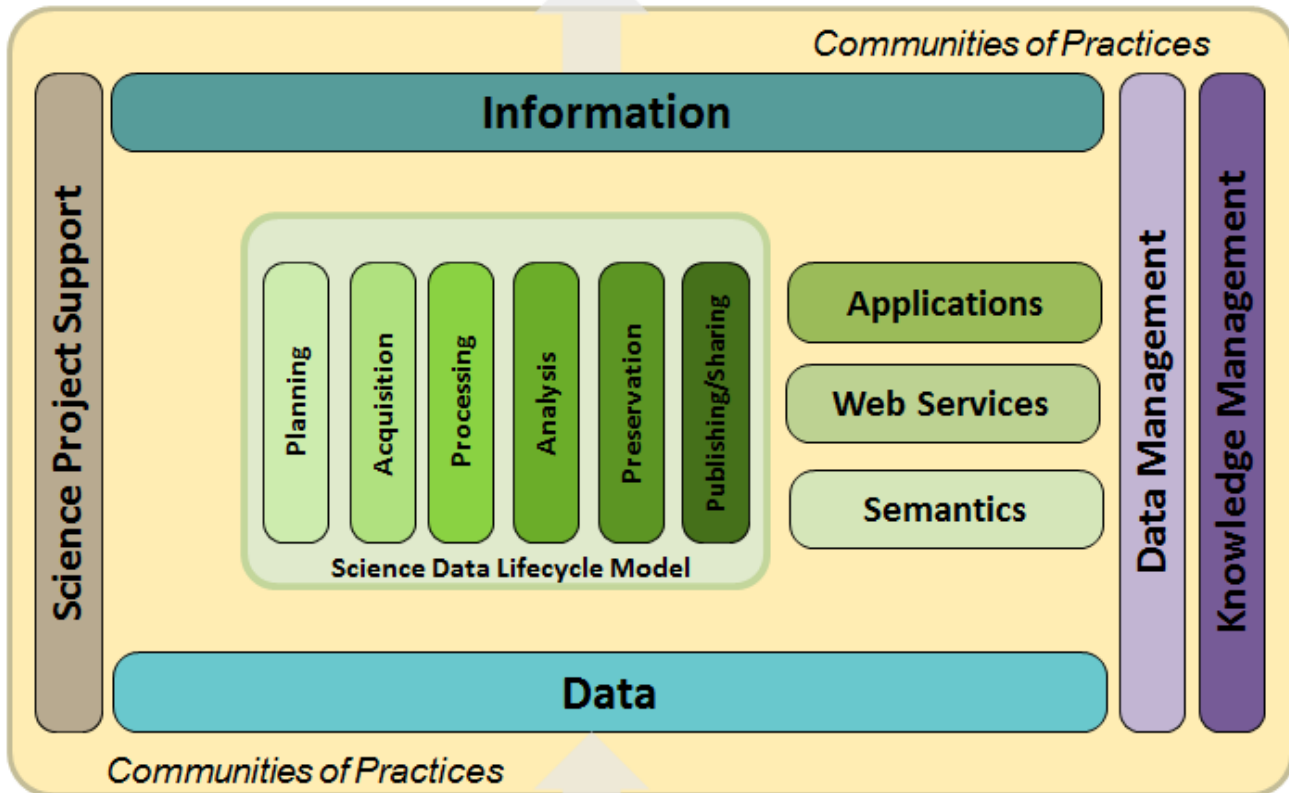 Communities of Practices
Science Project Support
Information
Planning
Acquisition
Processing
Analysis
Preservation
Publishing/Sharing
Science Data Lifecycle Model
Applications
Web Services
Semantics
Data Management
Knowledge Management
Data
Communities of Practices